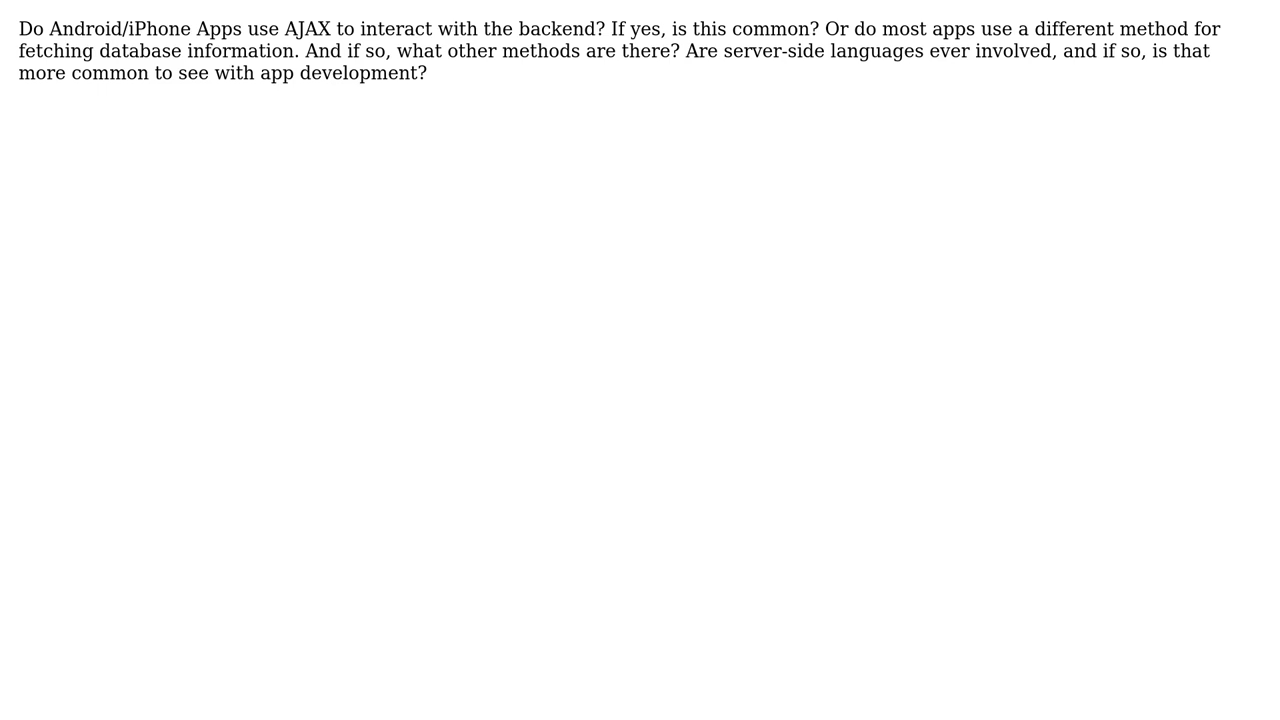 Do Android/iPhone Apps use AJAX to interact with the backend? If yes, is this common? Or do most apps use a different method for
fetching database information. And if so, what other methods are there? Are server-side languages ever involved, and if so, is that
more common to see with app development?